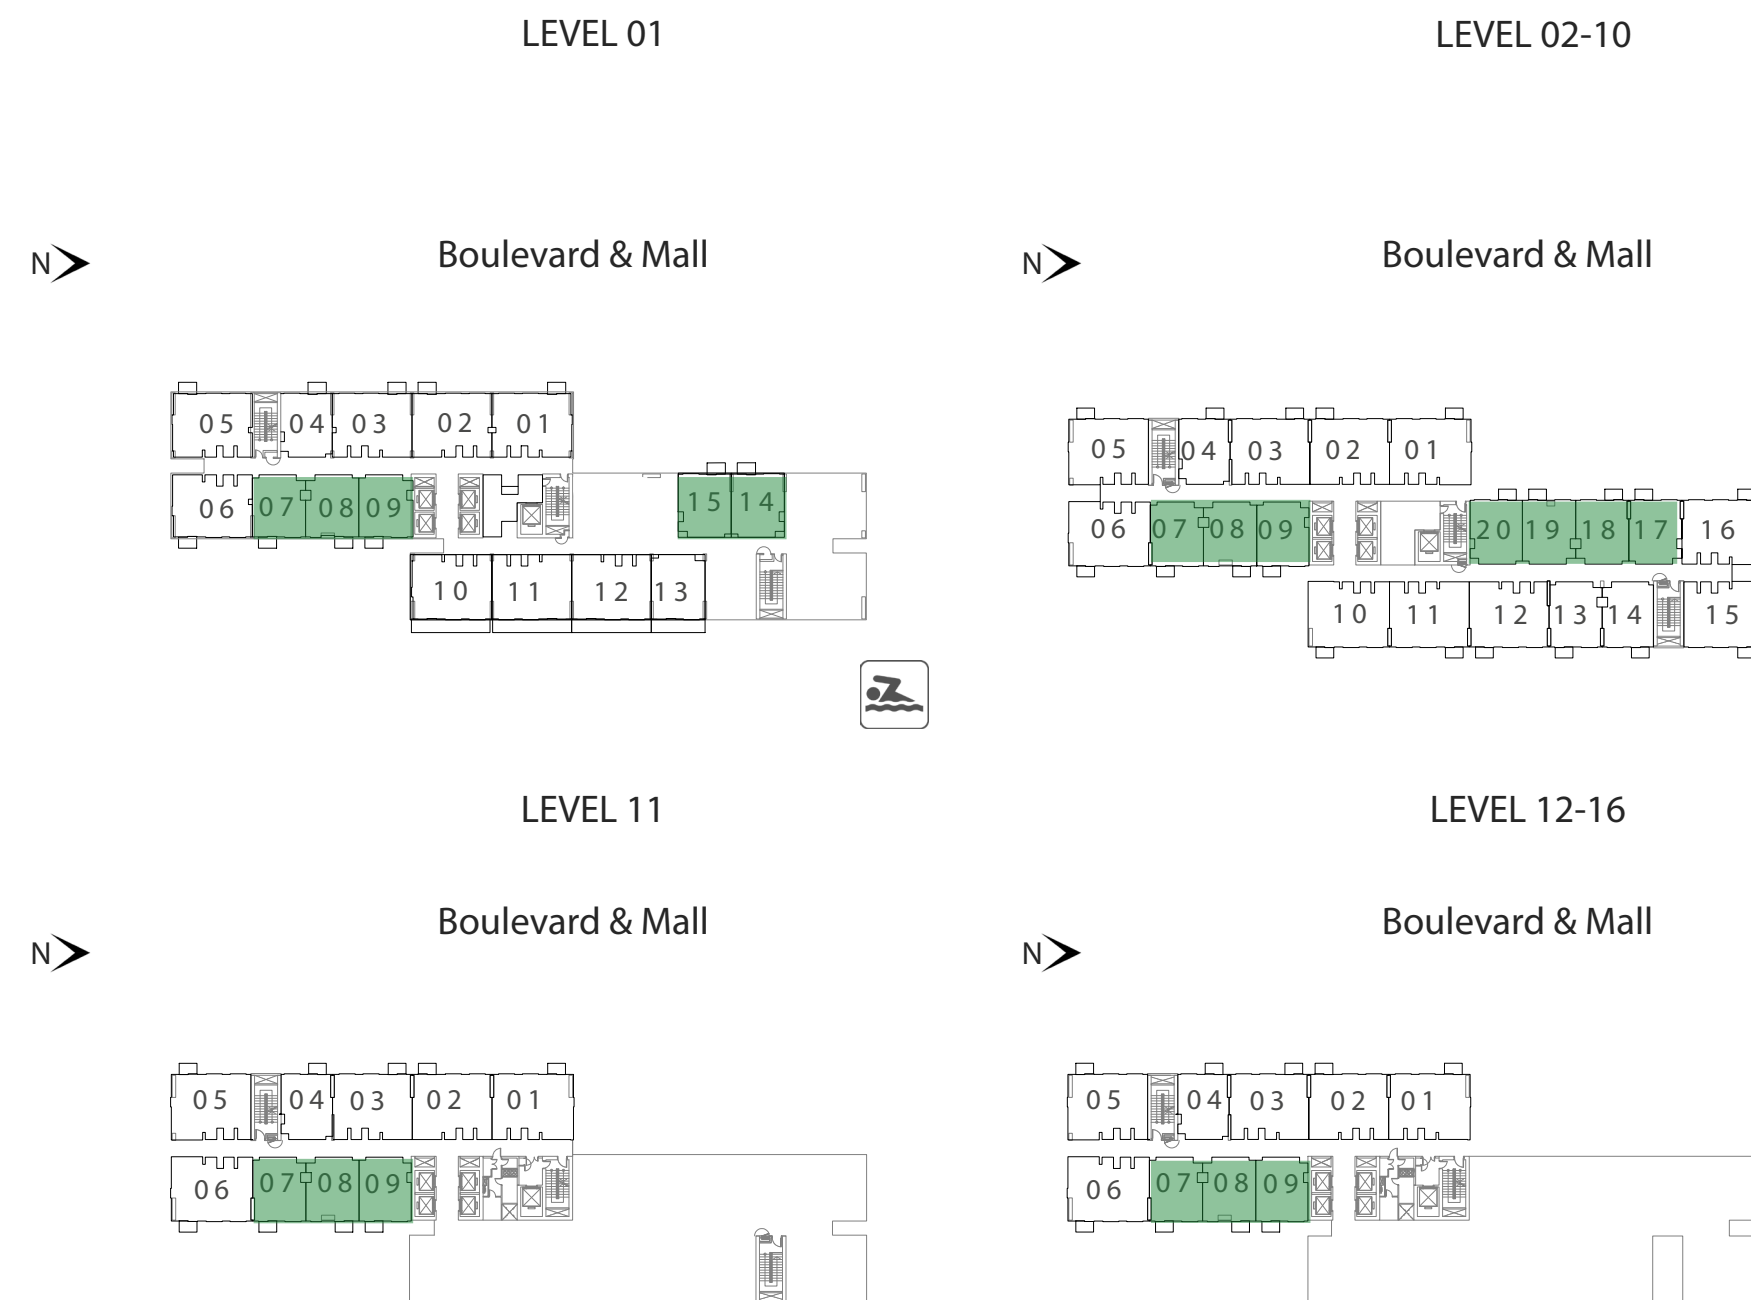 LEVEL 01
LEVEL 02-10
N
Boulevard & Mall
N
Boulevard & Mall
05 04 03 02 01
06 07 08 09 15 14
10 11 12 13
05 04 03 02 01
06 07 08 09 20 19 18 17 16
10 11 12 13 14 15
LEVEL 11
LEVEL 12-16
N
Boulevard & Mall
N
Boulevard & Mall
05 04 03 02 01
06 07 08 09
05 04 03 02 01
06 07 08 09